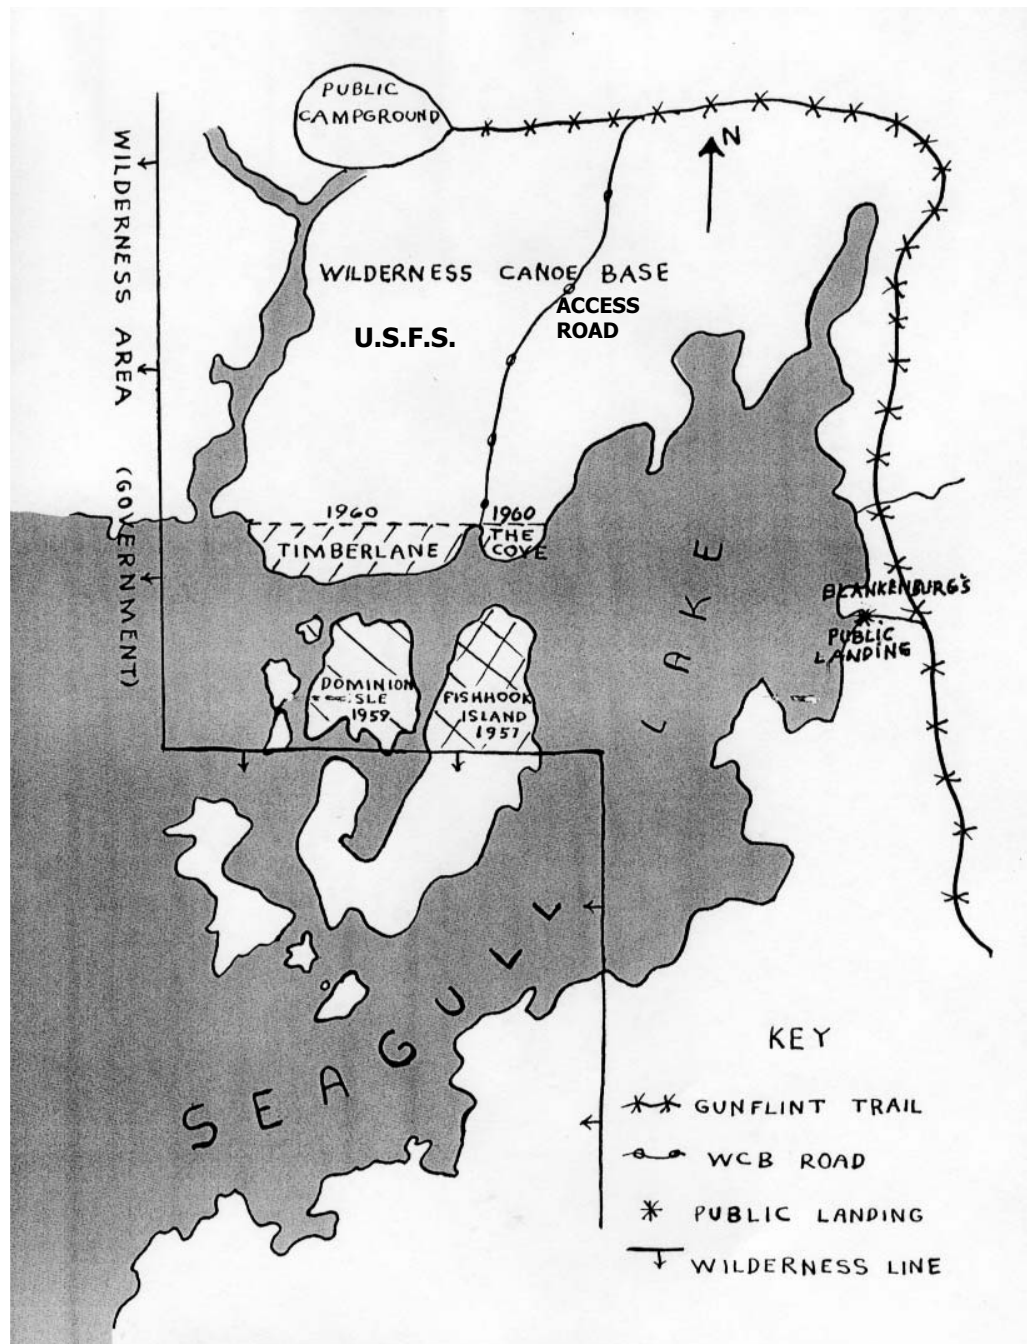 PUBLIC
CAMPGROUND
N
WILDERNESS AREA (GOVERNMENT)
WILDERNESS CANOE BASE
ACCESS
ROAD
U.S.F.S.
1960
TIMBERLANE
1960
THE
COVE
BLANKENBURG'S
PUBLIC
LANDING
DOMINION
ISLE
1959
FISHHOOK
ISLAND
1957
SEAGULL LAKE
KEY
GUNFLINT TRAIL
WCB ROAD
PUBLIC LANDING
WILDERNESS LINE